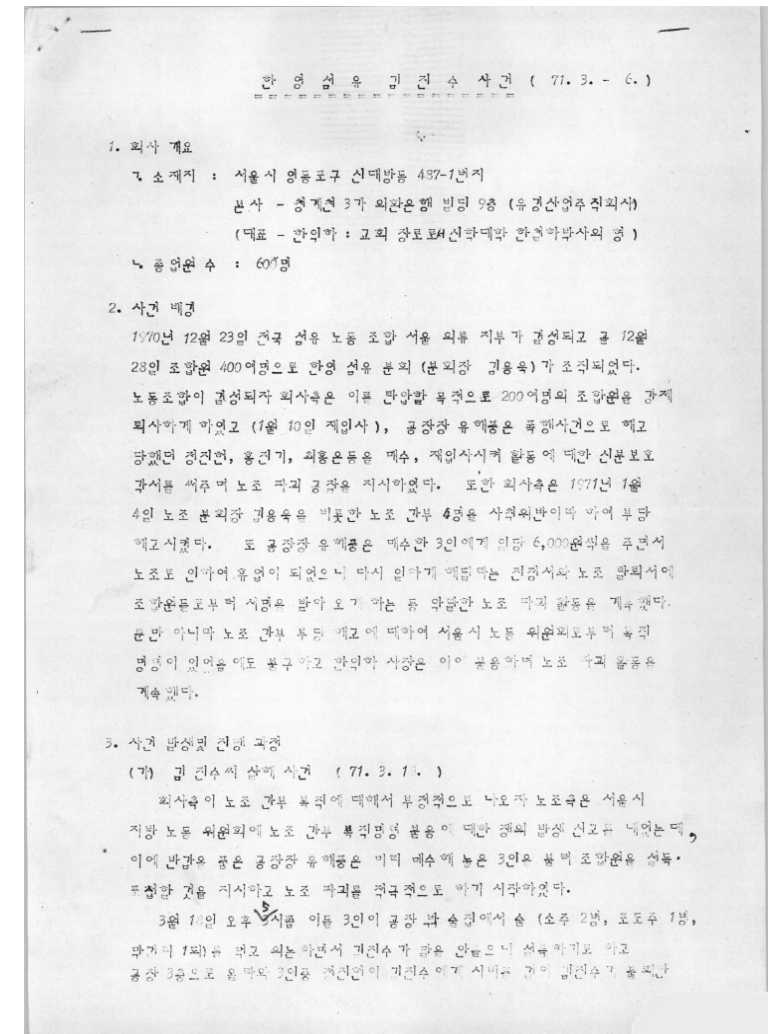 한영섬유 김진수 사건 ( 71. 3. - 6. )
1. 회사 개요
ㄱ. 소재지 : 서울시 영등포구 신대방동 437-1번지
본사 - 청계천 3가 외환은행 빌딩 9층 (유경산업주식회사)
(대표 - 한익하 : 교회 장로로서 신학대학 한철하박사의 형 )
ㄴ. 종업원 수 : 600명
2. 사건 배경
1970년 12월 23일 전국 섬유 노동 조합 서울 의류 지부가 결성되고 골 12월
28일 조합원 400여명으로 한영 섬유 분회 (분회장 김용욱)가 조직되었다.
노동조합이 결성되자 회사측은 이를 탄압할 목적으로 200여명의 조합원을 강제
퇴사하게 하였고 (1월 10일 재입사), 공장장 유해풍은 폭행사건으로 해고
당했던 정진헌, 홍진기, 최홍은등을 매수, 재입사시켜 활동에 대한 신분보호
각서를 써주며 노조 파괴 공작을 지시하였다. 또한 회사측은 1971년 1월
4일 노조 분회장 김용욱을 비롯한 노조 간부 4명을 사칙위반이라 하여 부당
해고시켰다. 또 공장장 유해풍은 매수한 3인에게 일당 6,000원씩을 주면서
노조로 인하여 휴업이 되었으니 다시 일하게 해달라는 진정서와 노조 탈퇴서에
조합원들로부터 서명을 받아 오게 하는 등 악랄한 노조 파괴 활동을 계속했다.
뿐만 아니라 노조 간부 부당 해고에 대하여 서울시 노동 위원회로부터 복직
명령이 있었음에도 불구하고 한익하 사장은 이에 불응하며 노조 파괴 활동을
계속했다.
3. 사건 발생및 진행 과정
(가) 김 진수씨 살해 사건 ( 71. 3. 18. )
회사측이 노조 간부 복직에 대해서 부정적으로 나오자 노조측은 서울시
지방 노동 위원회에 노조 간부 복직명령 불응에 대한 쟁의 발생 신고를 내었는데,
이에 반감을 품은 공장장 유해풍은 미리 매수해 놓은 3인을 불러 조합원을 설득·
포섭할 것을 지시하고 노조 파괴를 적극적으로 하기 시작하였다.
3월 18일 오후 5시쯤 이들 3인이 공장 밖 술집에서 술 (소주 2병, 포도주 1병,
막걸리 1되)를 먹고 의논하면서 김진수가 말을 안들으니 설득하기로 하고
공장 3층으로 올라와 3인중 정진헌이 김진수에게 시비를 걸어 김진수가